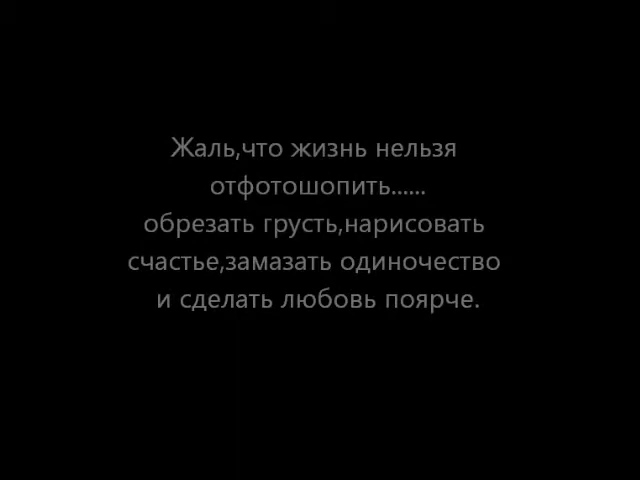 Жаль,что жизнь нельзя
отфотошопить......
обрезать грусть,нарисовать
счастье,замазать одиночество
и сделать любовь поярче.